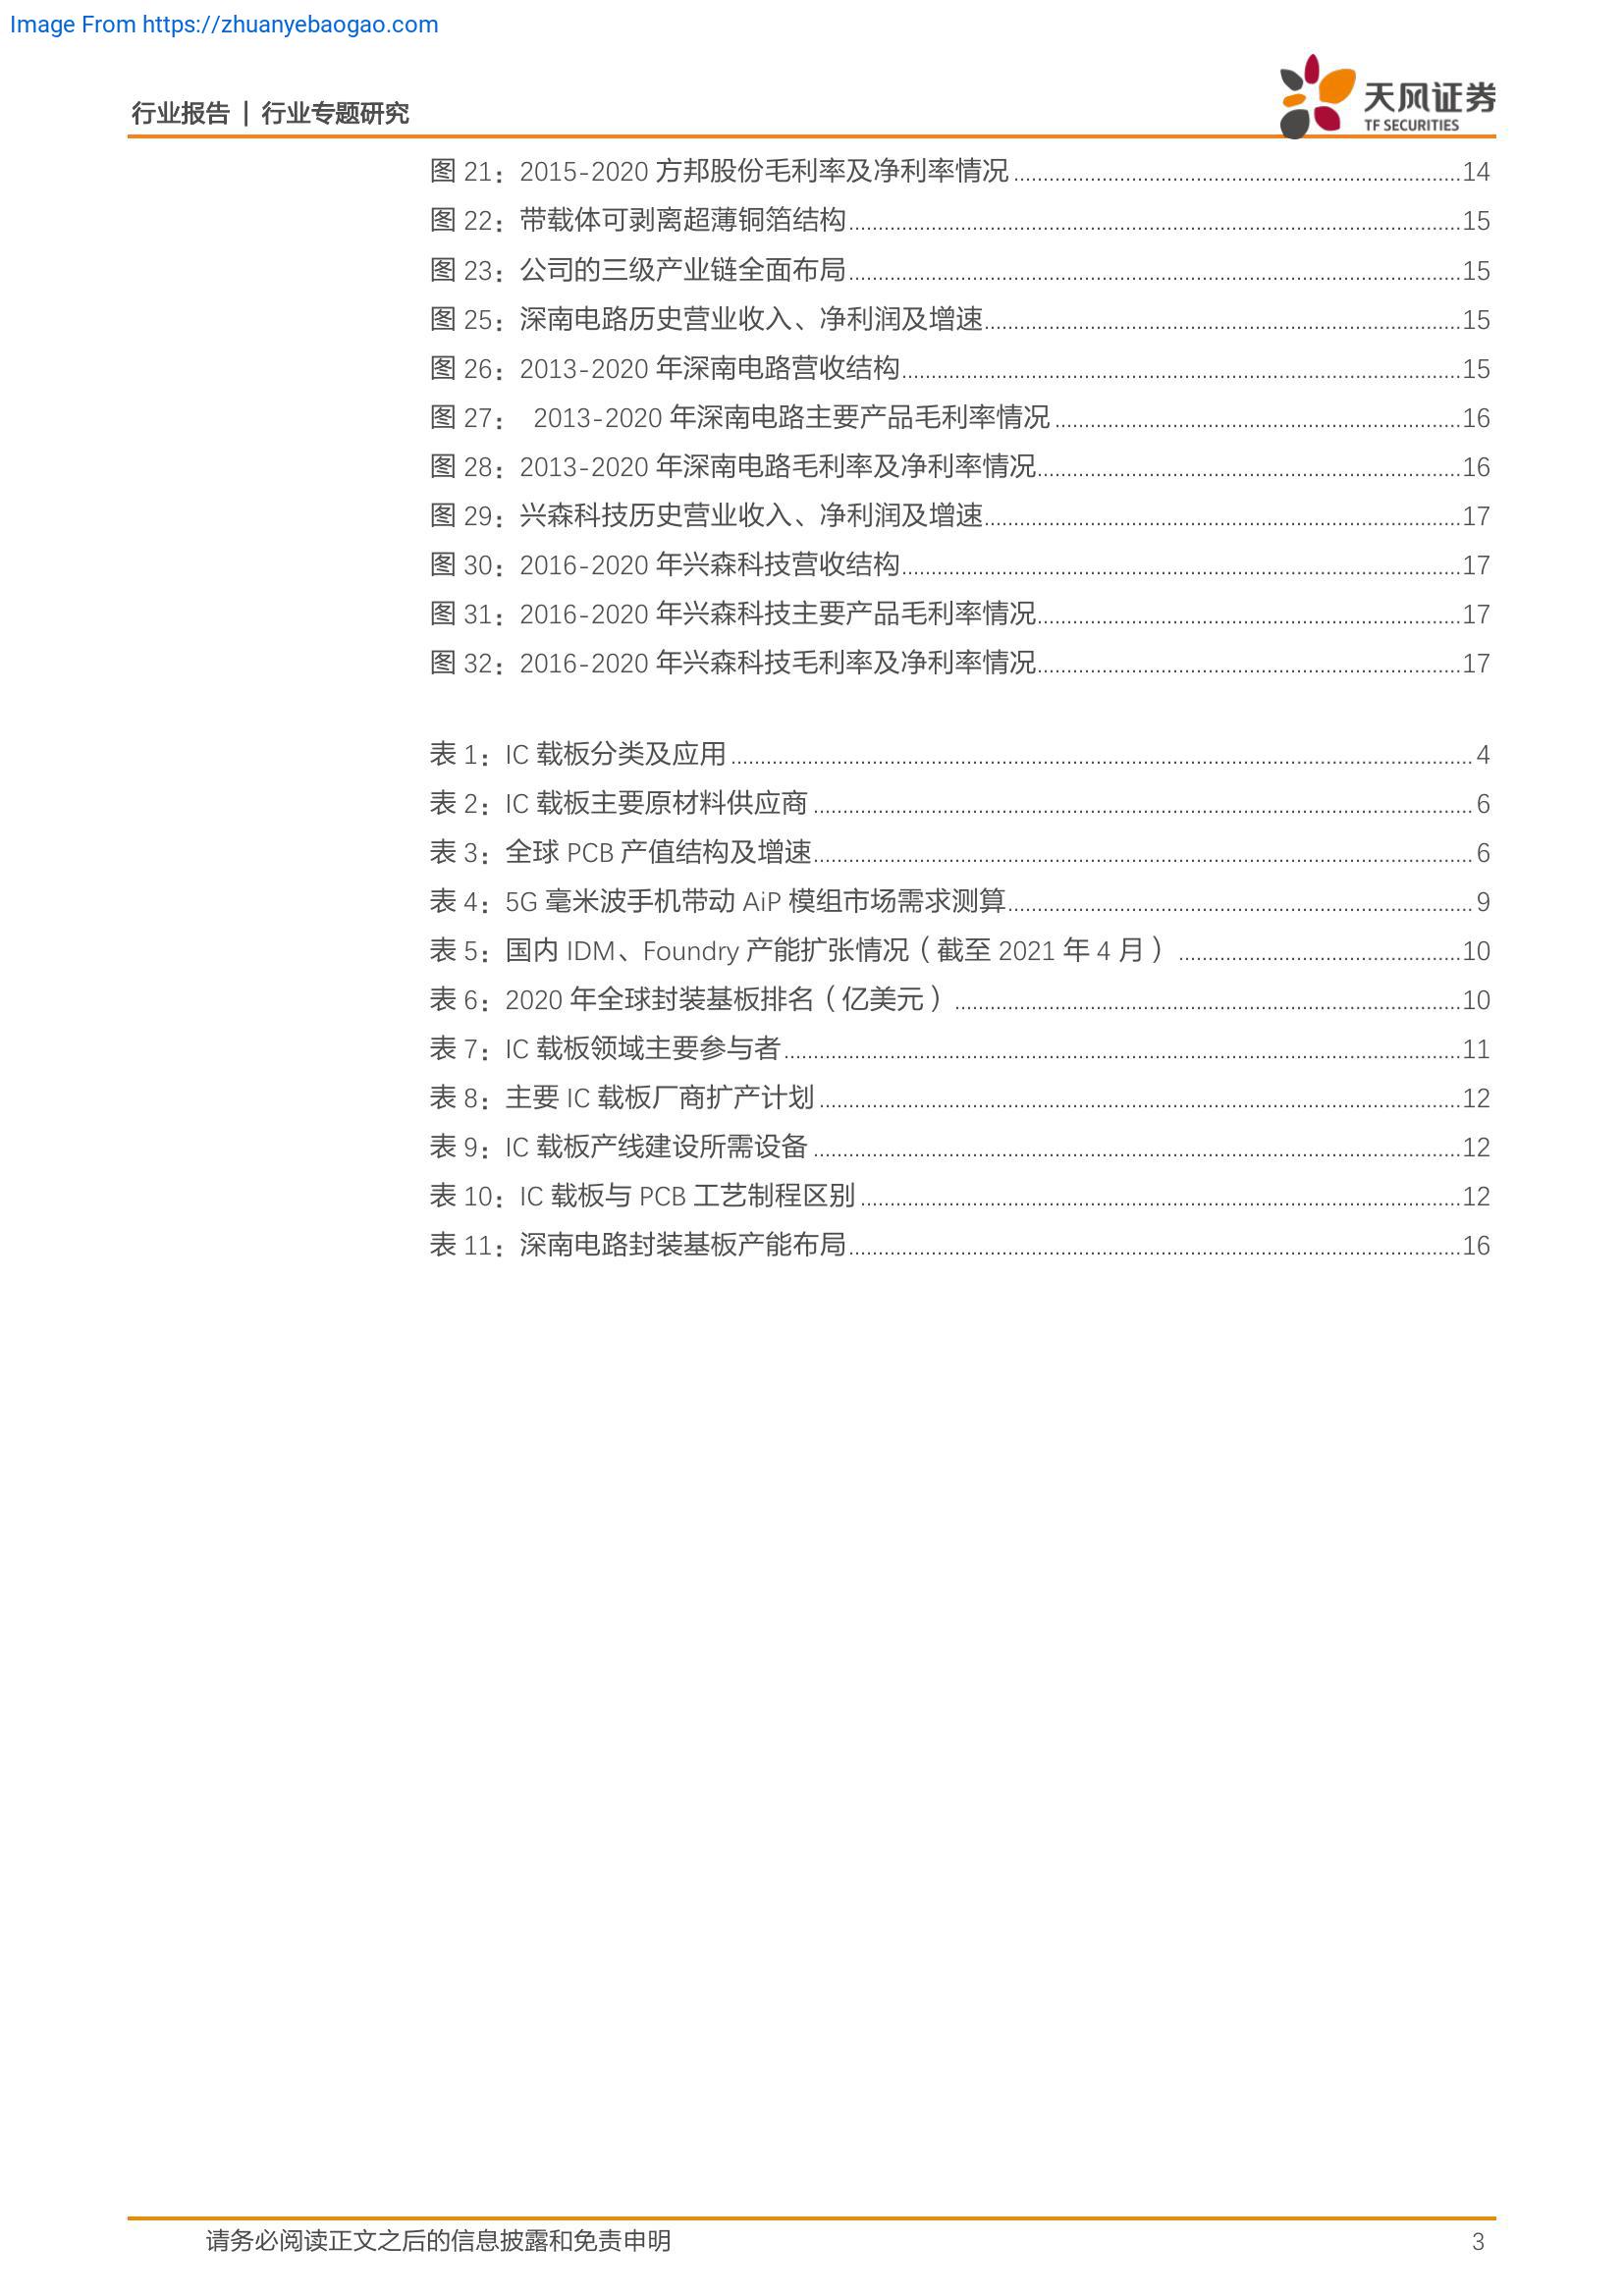 Image From https://zhuanyebaogao.com
行业报告 | 行业专题研究
天风证券
TF SECURITIES
图 21：2015-2020 方邦股份毛利率及净利率情况 14
图 22：带载体可剥离超薄铜箔结构 15
图 23：公司的三级产业链全面布局 15
图 25：深南电路历史营业收入、净利润及增速 15
图 26：2013-2020 年深南电路营收结构 15
图 27： 2013-2020 年深南电路主要产品毛利率情况 16
图 28：2013-2020 年深南电路毛利率及净利率情况 16
图 29：兴森科技历史营业收入、净利润及增速 17
图 30：2016-2020 年兴森科技营收结构 17
图 31：2016-2020 年兴森科技主要产品毛利率情况 17
图 32：2016-2020 年兴森科技毛利率及净利率情况 17
表 1：IC 载板分类及应用 4
表 2：IC 载板主要原材料供应商 6
表 3：全球 PCB 产值结构及增速 6
表 4：5G 毫米波手机带动 AiP 模组市场需求测算 9
表 5：国内 IDM、Foundry 产能扩张情况（截至 2021 年 4 月） 10
表 6：2020 年全球封装基板排名（亿美元） 10
表 7：IC 载板领域主要参与者 11
表 8：主要 IC 载板厂商扩产计划 12
表 9：IC 载板产线建设所需设备 12
表 10：IC 载板与 PCB 工艺制程区别 12
表 11：深南电路封装基板产能布局 16
请务必阅读正文之后的信息披露和免责申明 3